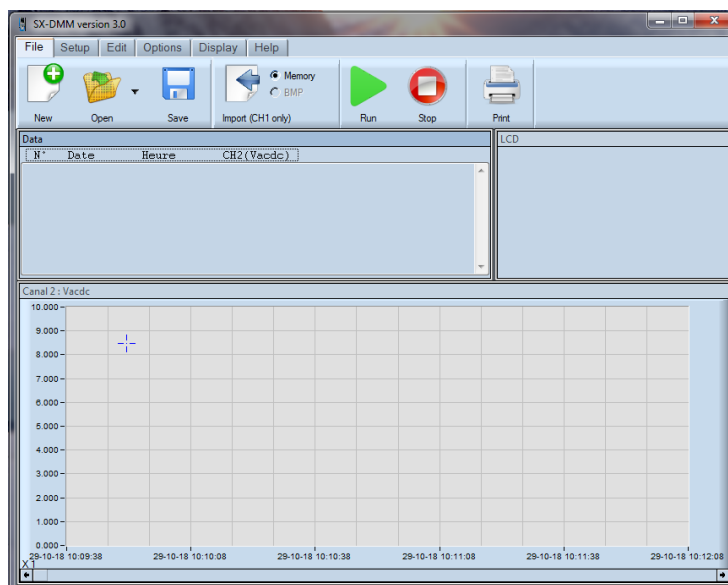 SX-DMM version 3.0
File Setup Edit Options Display Help
Memory
BMP
New Open Save Import (CH1 only) Run Stop Print
Data
N° Date Heure CH2(Vacdc)
LCD
Canal 2 : Vacdc
10.000
9.000
8.000
7.000
6.000
5.000
4.000
3.000
2.000
1.000
0.000
29-10-18 10:09:38 29-10-18 10:10:08 29-10-18 10:10:38 29-10-18 10:11:08 29-10-18 10:11:38 29-10-18 10:12:08
X 1